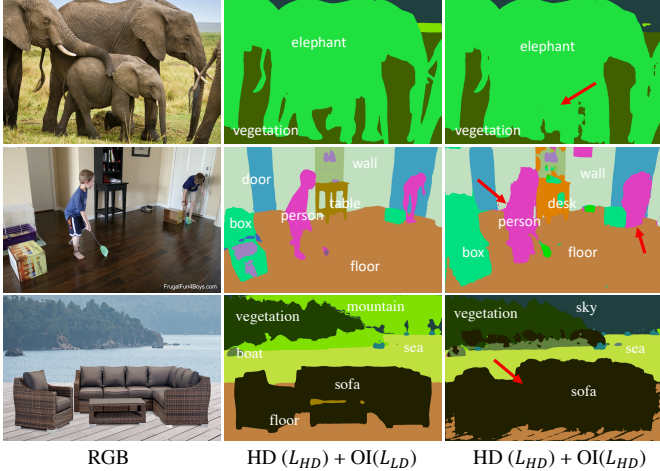 elephant
vegetation
elephant
vegetation
door
wall
person
table
box
floor
FrugalFun4Boys.com
wall
person
desk
box
floor
vegetation
mountain
boat
sea
sofa
floor
vegetation
sky
sea
sofa
RGB
HD (L_HD) + OI(L_LD)
HD (L_HD) + OI(L_HD)